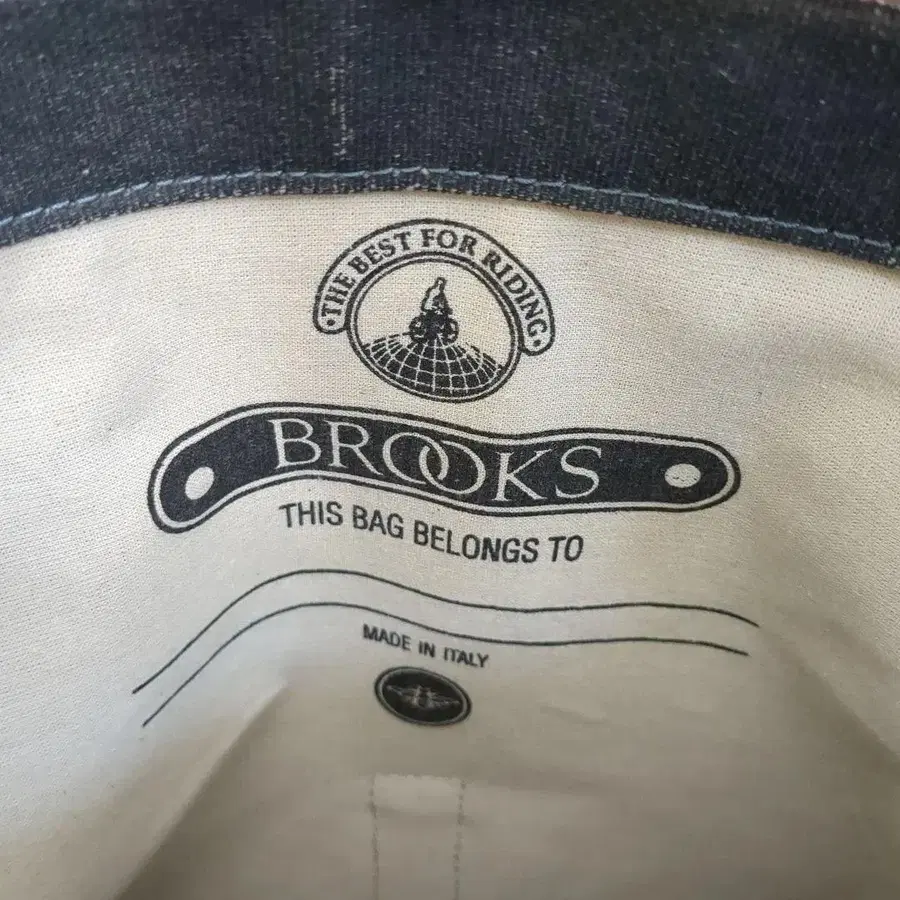 ·THE BEST FOR RIDING·
BROOKS
THIS BAG BELONGS TO
MADE IN ITALY